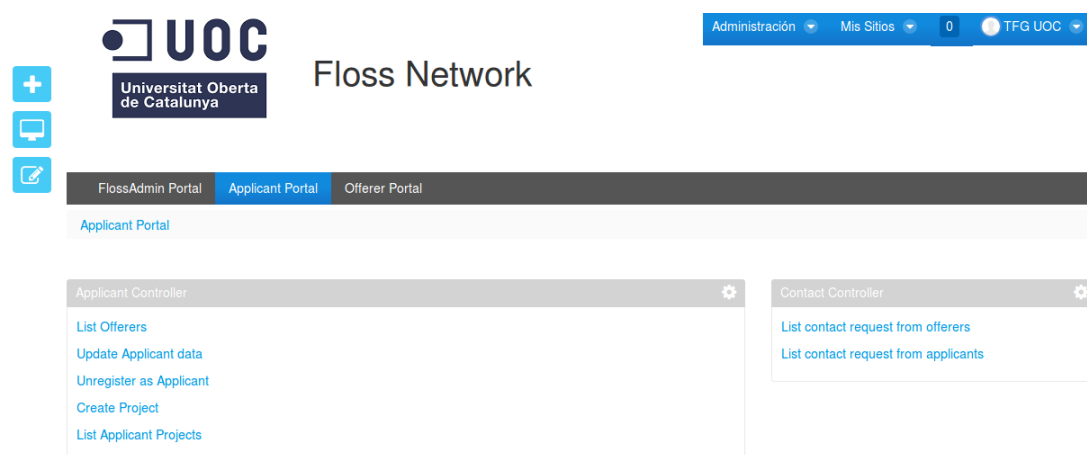 UOC
Universitat Oberta
de Catalunya
Floss Network
Administración Mis Sitios 0 TFG UOC
FlossAdmin Portal Applicant Portal Offerer Portal
Applicant Portal
Applicant Controller
List Offerers
Update Applicant data
Unregister as Applicant
Create Project
List Applicant Projects
Contact Controller
List contact request from offerers
List contact request from applicants